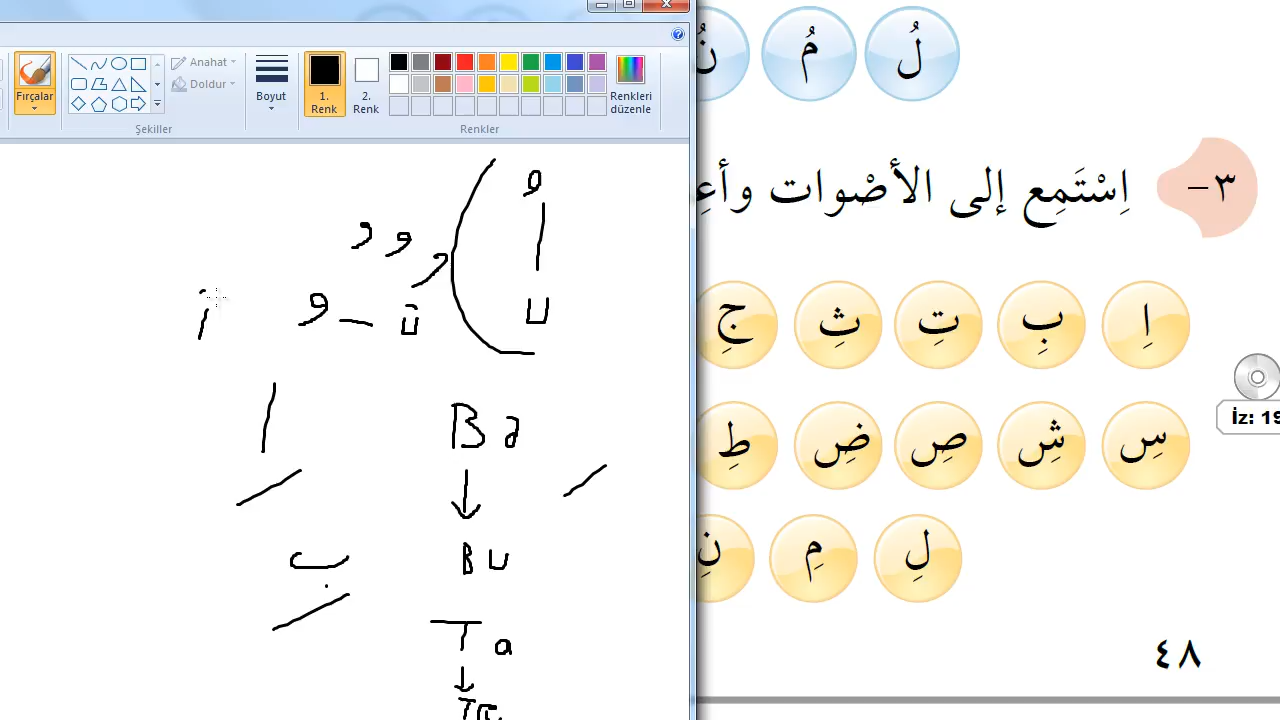 Anahat
Doldur
Fırçalar
Boyut
1.
Renk
2.
Renk
Renkleri
düzenle
Şekiller
Renkler
و
ا
u
و و و
ū – و
ا
Ba
↓
Bu
ب
Ta
↓
لُ مُ نُ
٣– اِسْتَمِع إلى الأصْوات وأعِ
اِ بِ تِ ثِ جِ
سِ شِ صِ ضِ طِ
لِ مِ نِ
İz: 19
٤٨